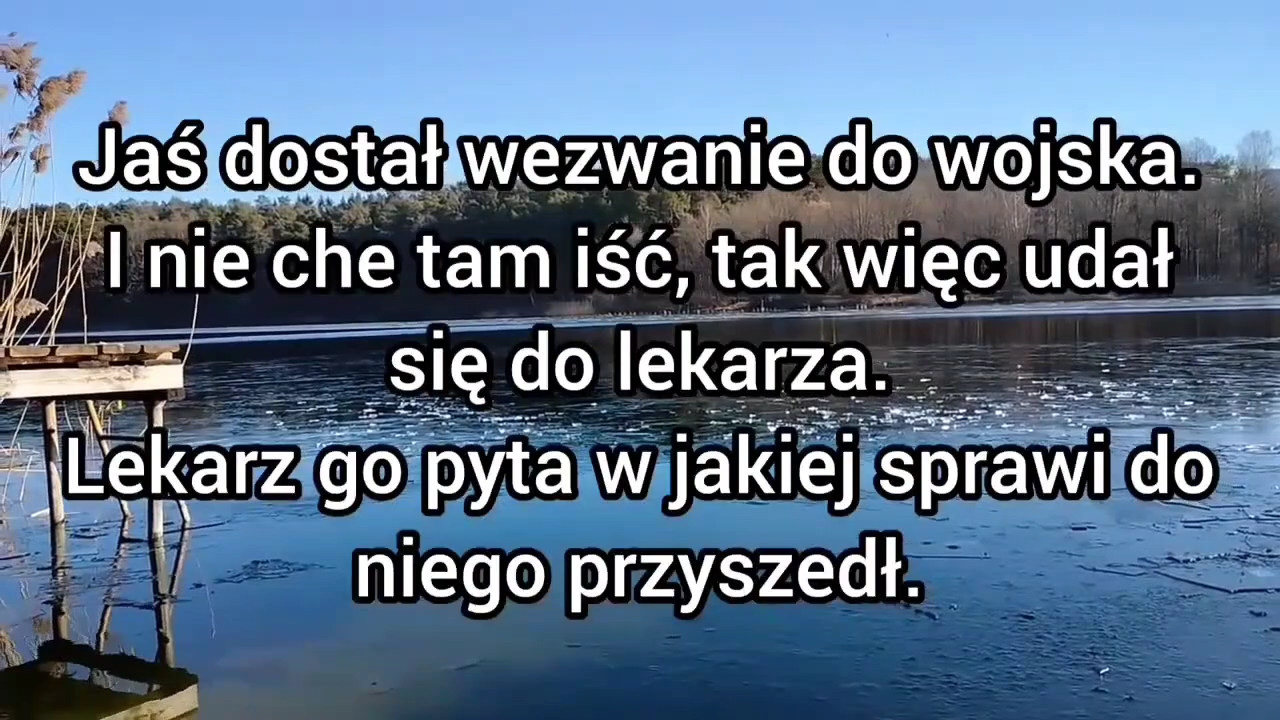 Jaś dostał wezwanie do wojska.
I nie che tam iść, tak więc udał
się do lekarza.
Lekarz go pyta w jakiej sprawi do
niego przyszedł.